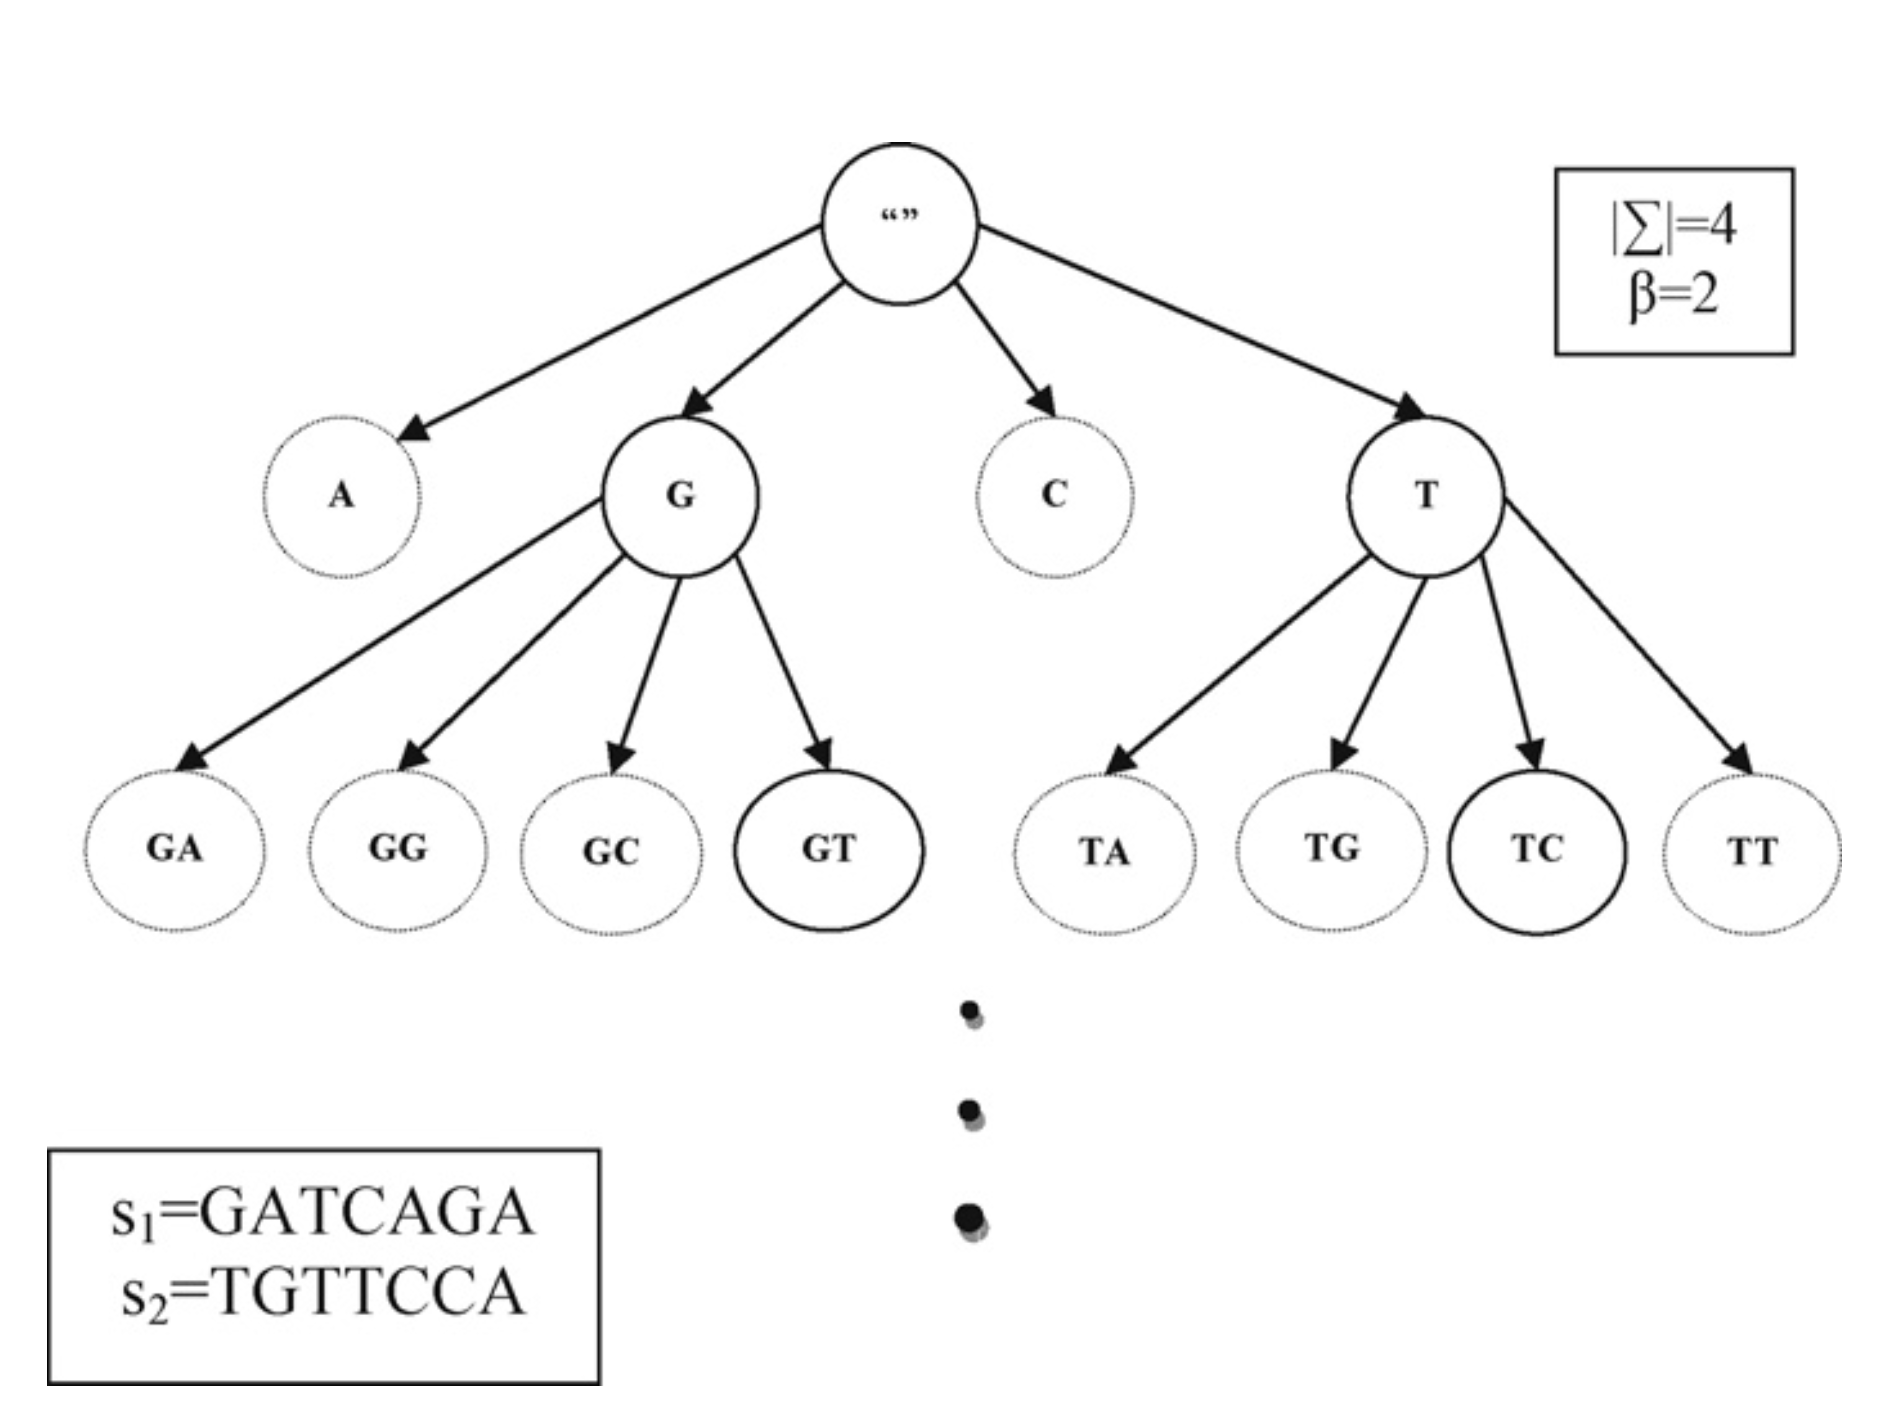 “ ”
|∑|=4
β=2
A
G
C
T
GA
GG
GC
GT
TA
TG
TC
TT
s₁=GATCAGA
s₂=TGTTCCA